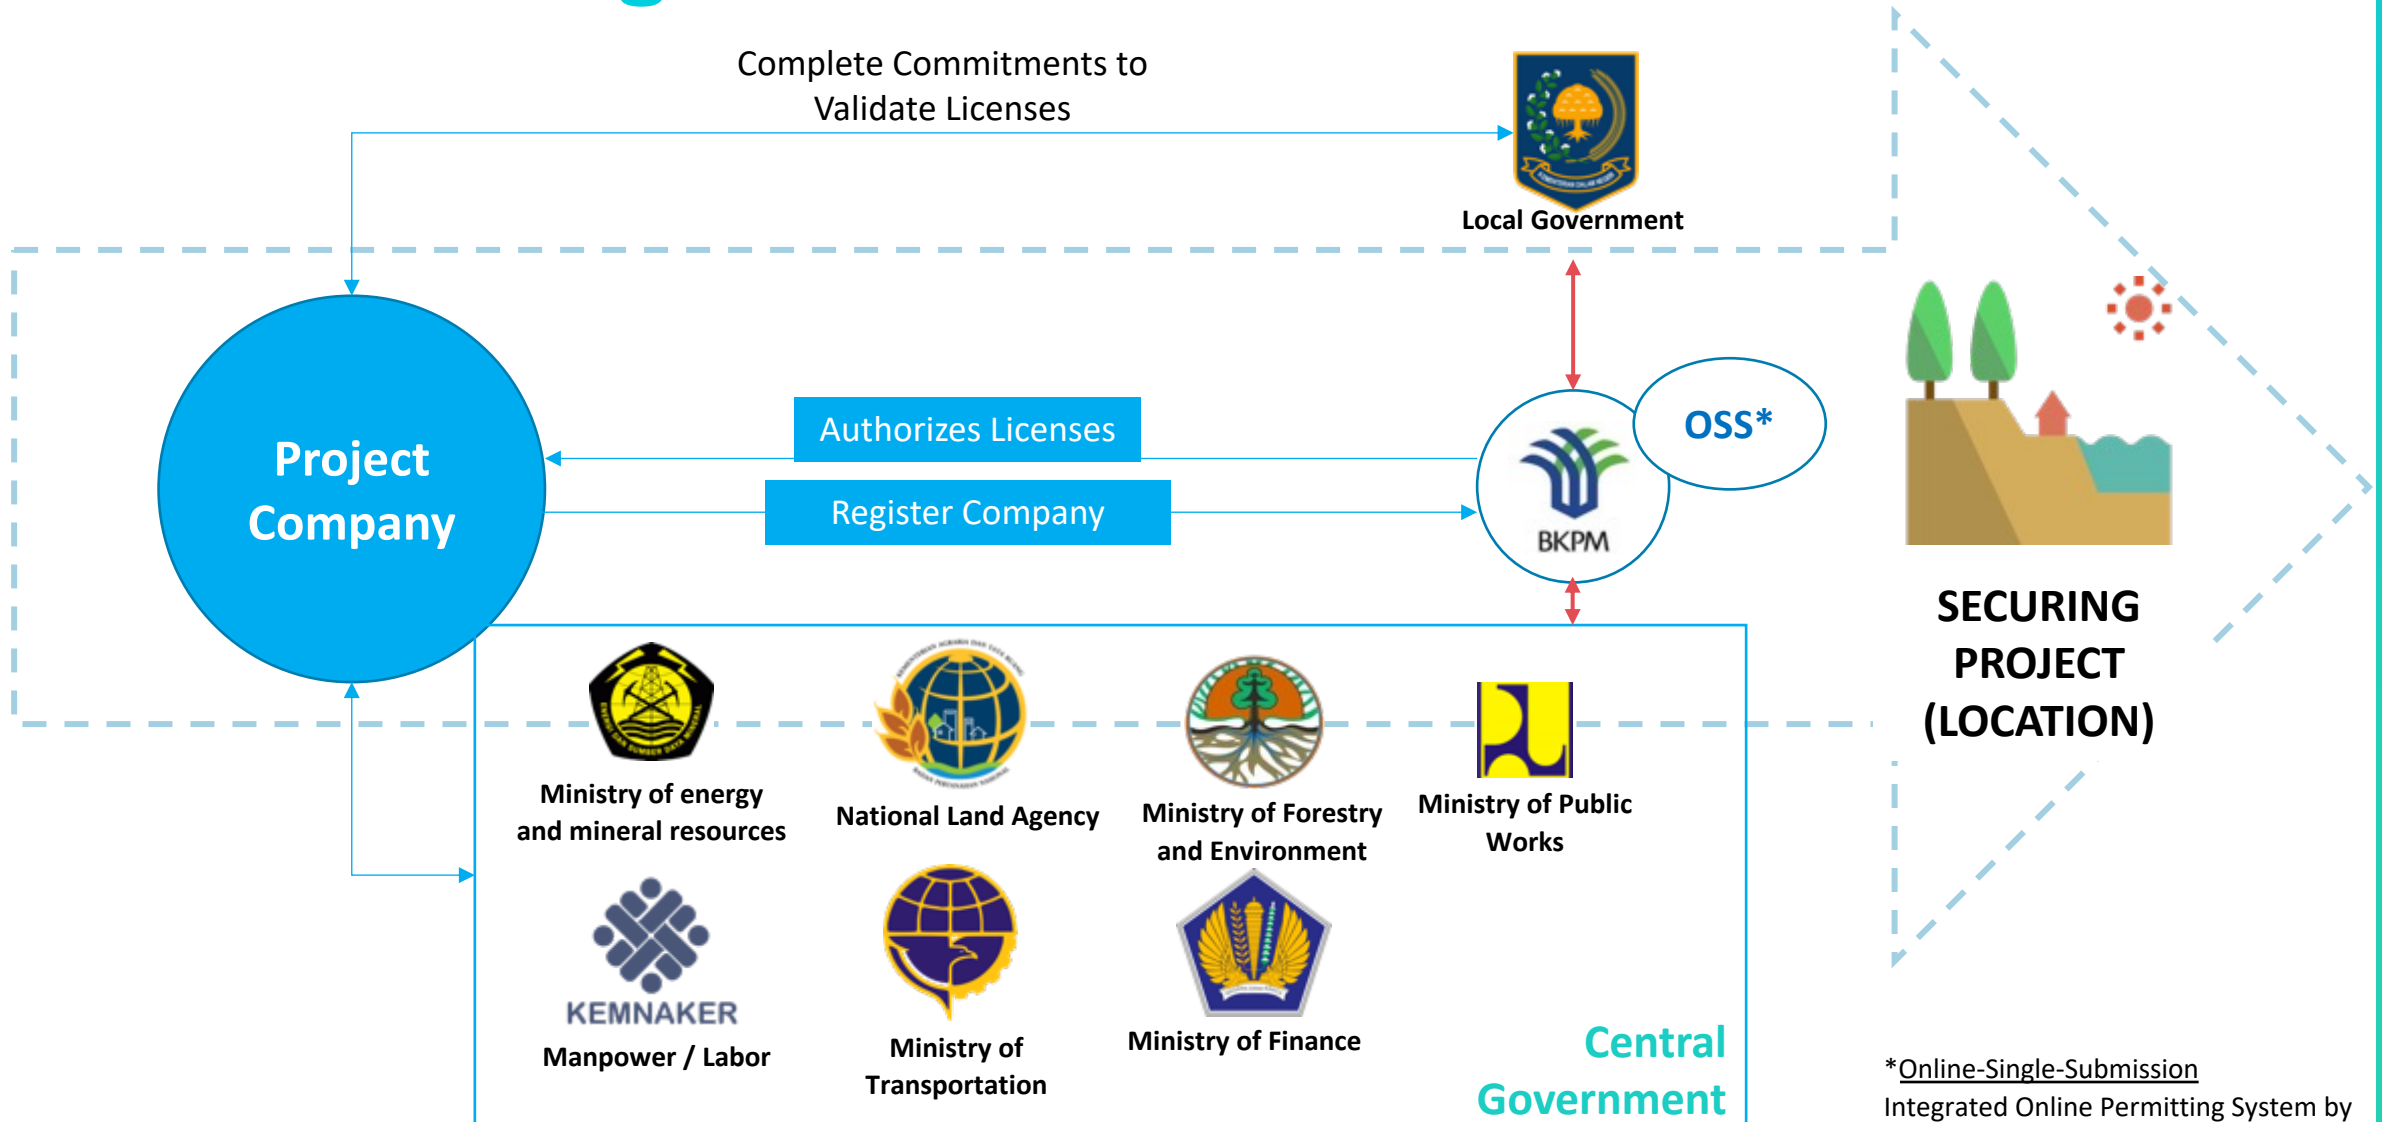 Complete Commitments to
Validate Licenses
Local Government
Authorizes Licenses
Register Company
Project
Company
OSS*
BKPM
SECURING
PROJECT
(LOCATION)
Ministry of energy
and mineral resources
National Land Agency
Ministry of Forestry
and Environment
Ministry of Public
Works
KEMNAKER
Manpower / Labor
Ministry of
Transportation
Ministry of Finance
Central
Government
*Online-Single-Submission
Integrated Online Permitting System by